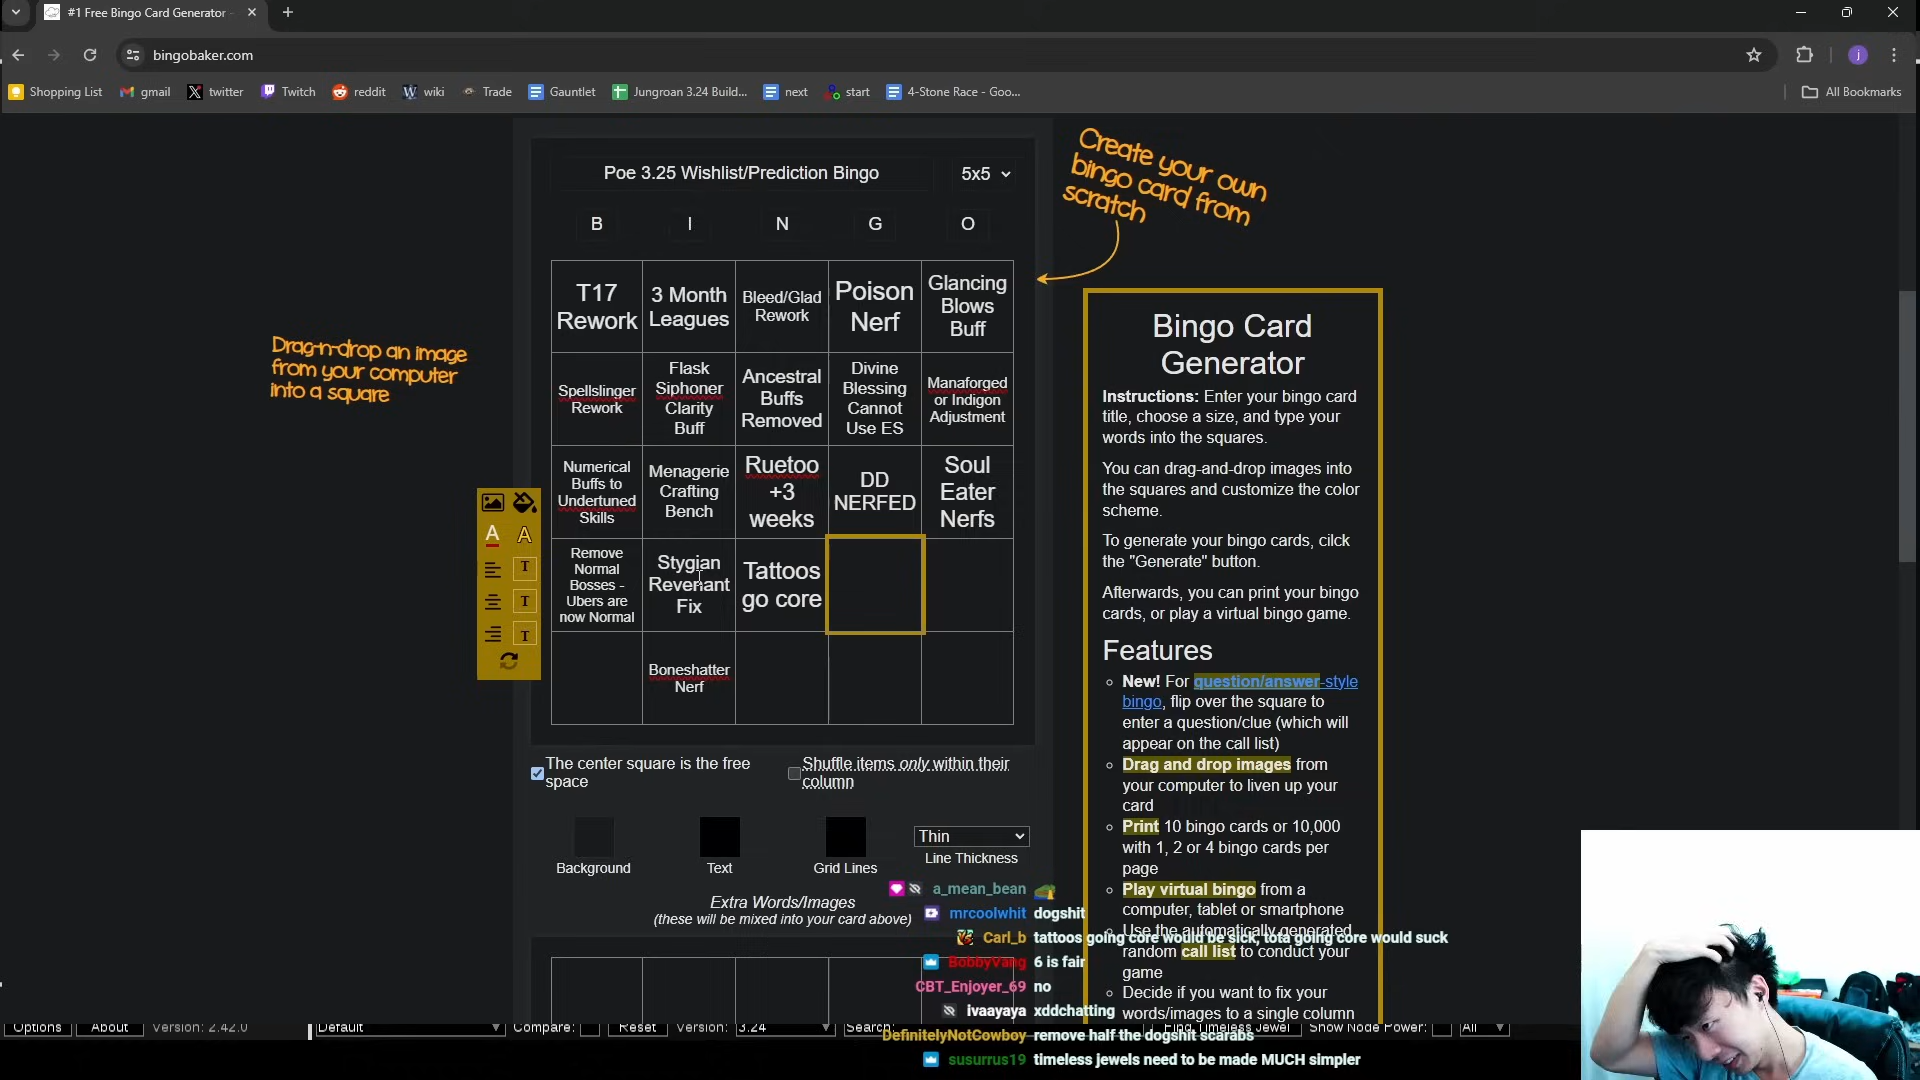 #1 Free Bingo Card Generator
bingobaker.com
j
Shopping List
gmail
twitter
Twitch
reddit
wiki
Trade
Gauntlet
Jungroan 3.24 Build...
next
start
4-Stone Race - Goo...
All Bookmarks
Poe 3.25 Wishlist/Prediction Bingo
5x5
B I N G O
T17
Rework
3 Month
Leagues
Bleed/Glad
Rework
Poison
Nerf
Glancing
Blows
Buff
Spellslinger
Rework
Flask
Siphoner
Clarity
Buff
Ancestral
Buffs
Removed
Divine
Blessing
Cannot
Use ES
Manaforged
or Indigon
Adjustment
Numerical
Buffs to
Undertuned
Skills
Menagerie
Crafting
Bench
Ruetoo
+3
weeks
DD
NERFED
Soul
Eater
Nerfs
Remove
Normal
Bosses -
Ubers are
now Normal
Stygian
Revenant
Fix
Tattoos
go core
Boneshatter
Nerf
A A
T
T
T
Drag-n-drop an image
from your computer
into a square
Create your own
bingo card from
scratch
The center square is the free
space
Shuffle items only within their
column
Background
Text
Grid Lines
Thin
Line Thickness
Extra Words/Images
(these will be mixed into your card above)
Bingo Card
Generator
Instructions: Enter your bingo card
title, choose a size, and type your
words into the squares.
You can drag-and-drop images into
the squares and customize the color
scheme.
To generate your bingo cards, cilck
the "Generate" button.
Afterwards, you can print your bingo
cards, or play a virtual bingo game.
Features
New! For question/answer-style
bingo, flip over the square to
enter a question/clue (which will
appear on the call list)
Drag and drop images from
your computer to liven up your
card
Print 10 bingo cards or 10,000
with 1, 2 or 4 bingo cards per
page
Play virtual bingo from a
computer, tablet or smartphone
Use the automatically generated
random call list to conduct your
game
Decide if you want to fix your
words/images to a single column
a_mean_bean
mrcoolwhit dogshit
Carl_b tattoos going core would be sick, tota going core would suck
BobbyVang 6 is fair
CBT_Enjoyer_69 no
lvaayaya xddchatting
DefinitelyNotCowboy remove half the dogshit scarabs
susurrus19 timeless jewels need to be made MUCH simpler
Options About Version: 2.42.0 Default Compare: Reset Version: 3.24 Search: Find Timeless Jewel Show Node Power: All